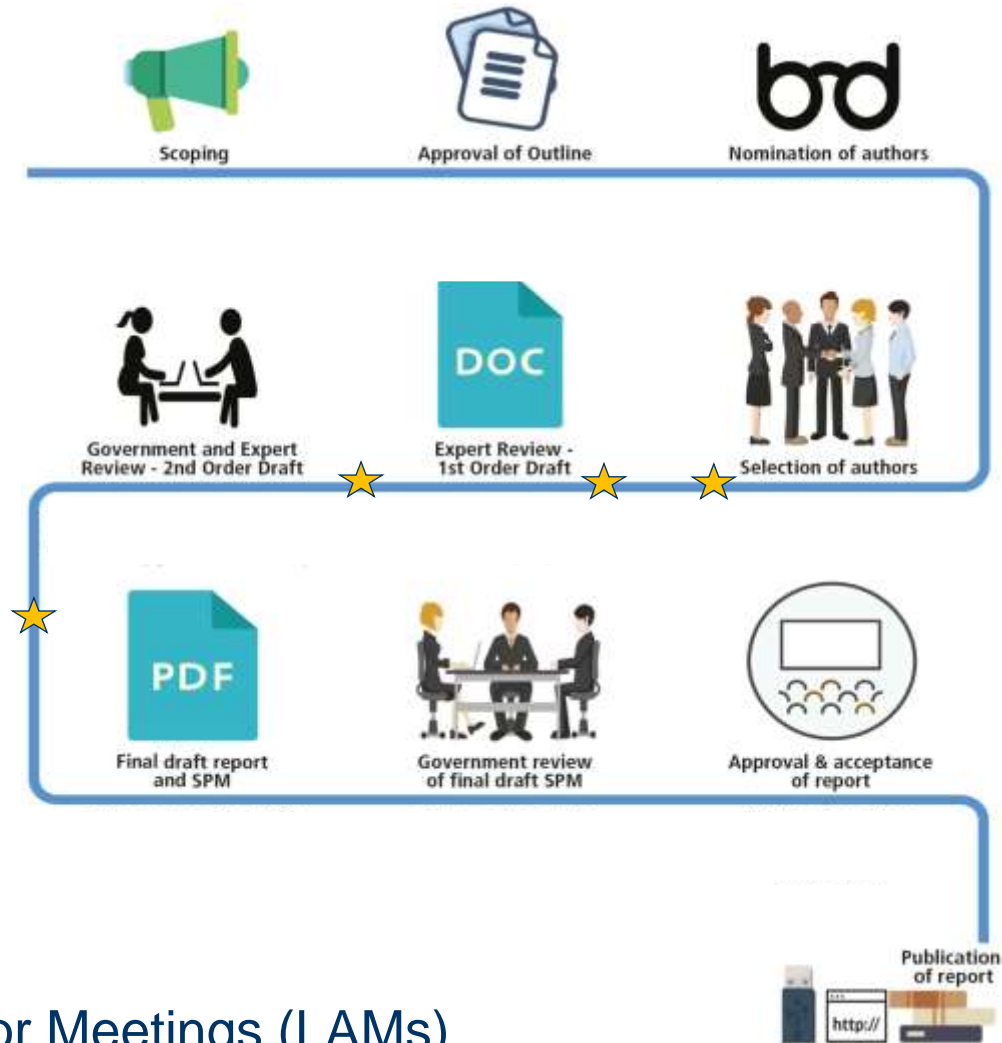 Scoping
Approval of Outline
Nomination of authors
Government and Expert
Review - 2nd Order Draft
DOC
Expert Review -
1st Order Draft
Selection of authors
PDF
Final draft report
and SPM
Government review
of final draft SPM
Approval & acceptance
of report
Publication
of report
http://
or Meetings (LAMs)